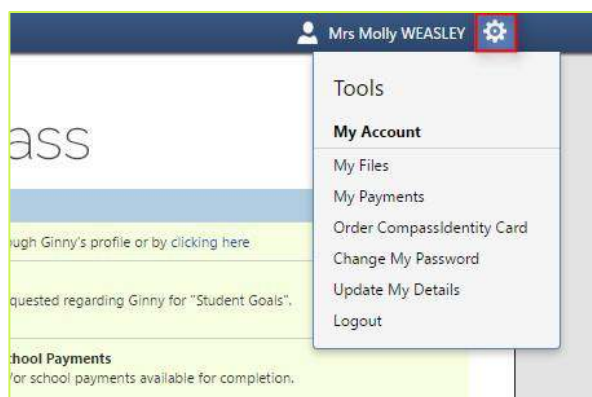 Mrs Molly WEASLEY
Tools
My Account
My Files
My Payments
Order CompassIdentity Card
Change My Password
Update My Details
Logout
ass
ough Ginny's profile or by clicking here
quested regarding Ginny for "Student Goals".
chool Payments
/or school payments available for completion.